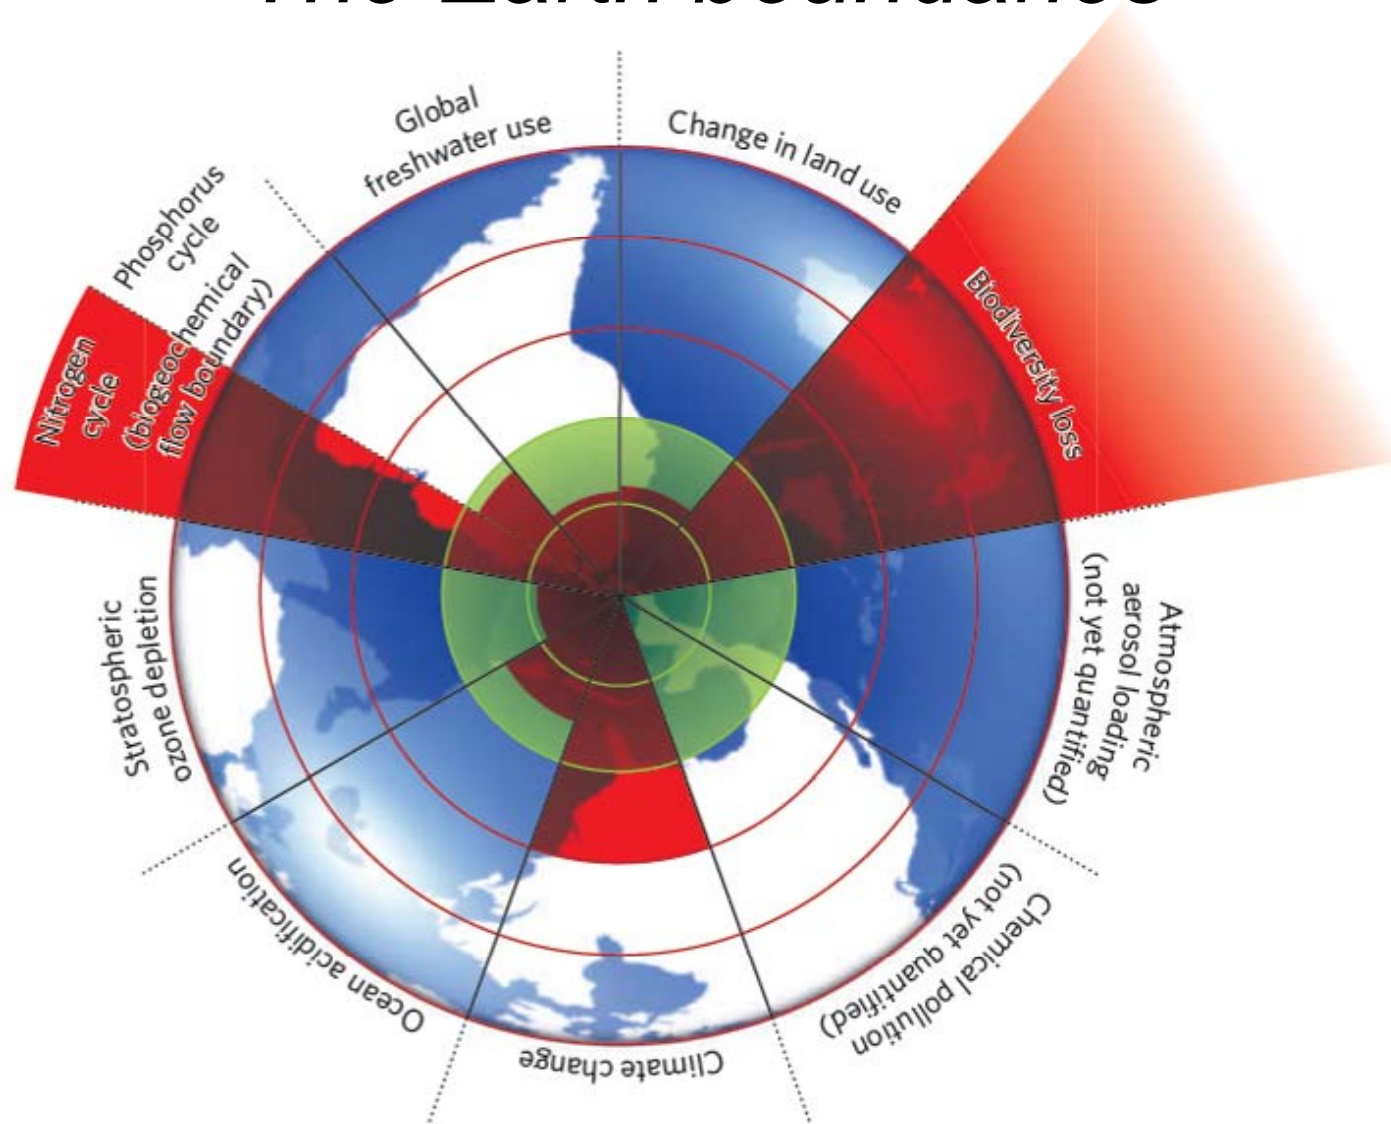 The Earth boundaries
Global
freshwater use
Change in land use
Phosphorus
cycle
(biogeochemical
flow boundary)
Nitrogen
cycle
Biodiversity loss
Stratospheric
ozone depletion
Atmospheric
aerosol loading
(not yet quantified)
Ocean acidification
Climate change
Chemical pollution
(not yet quantified)